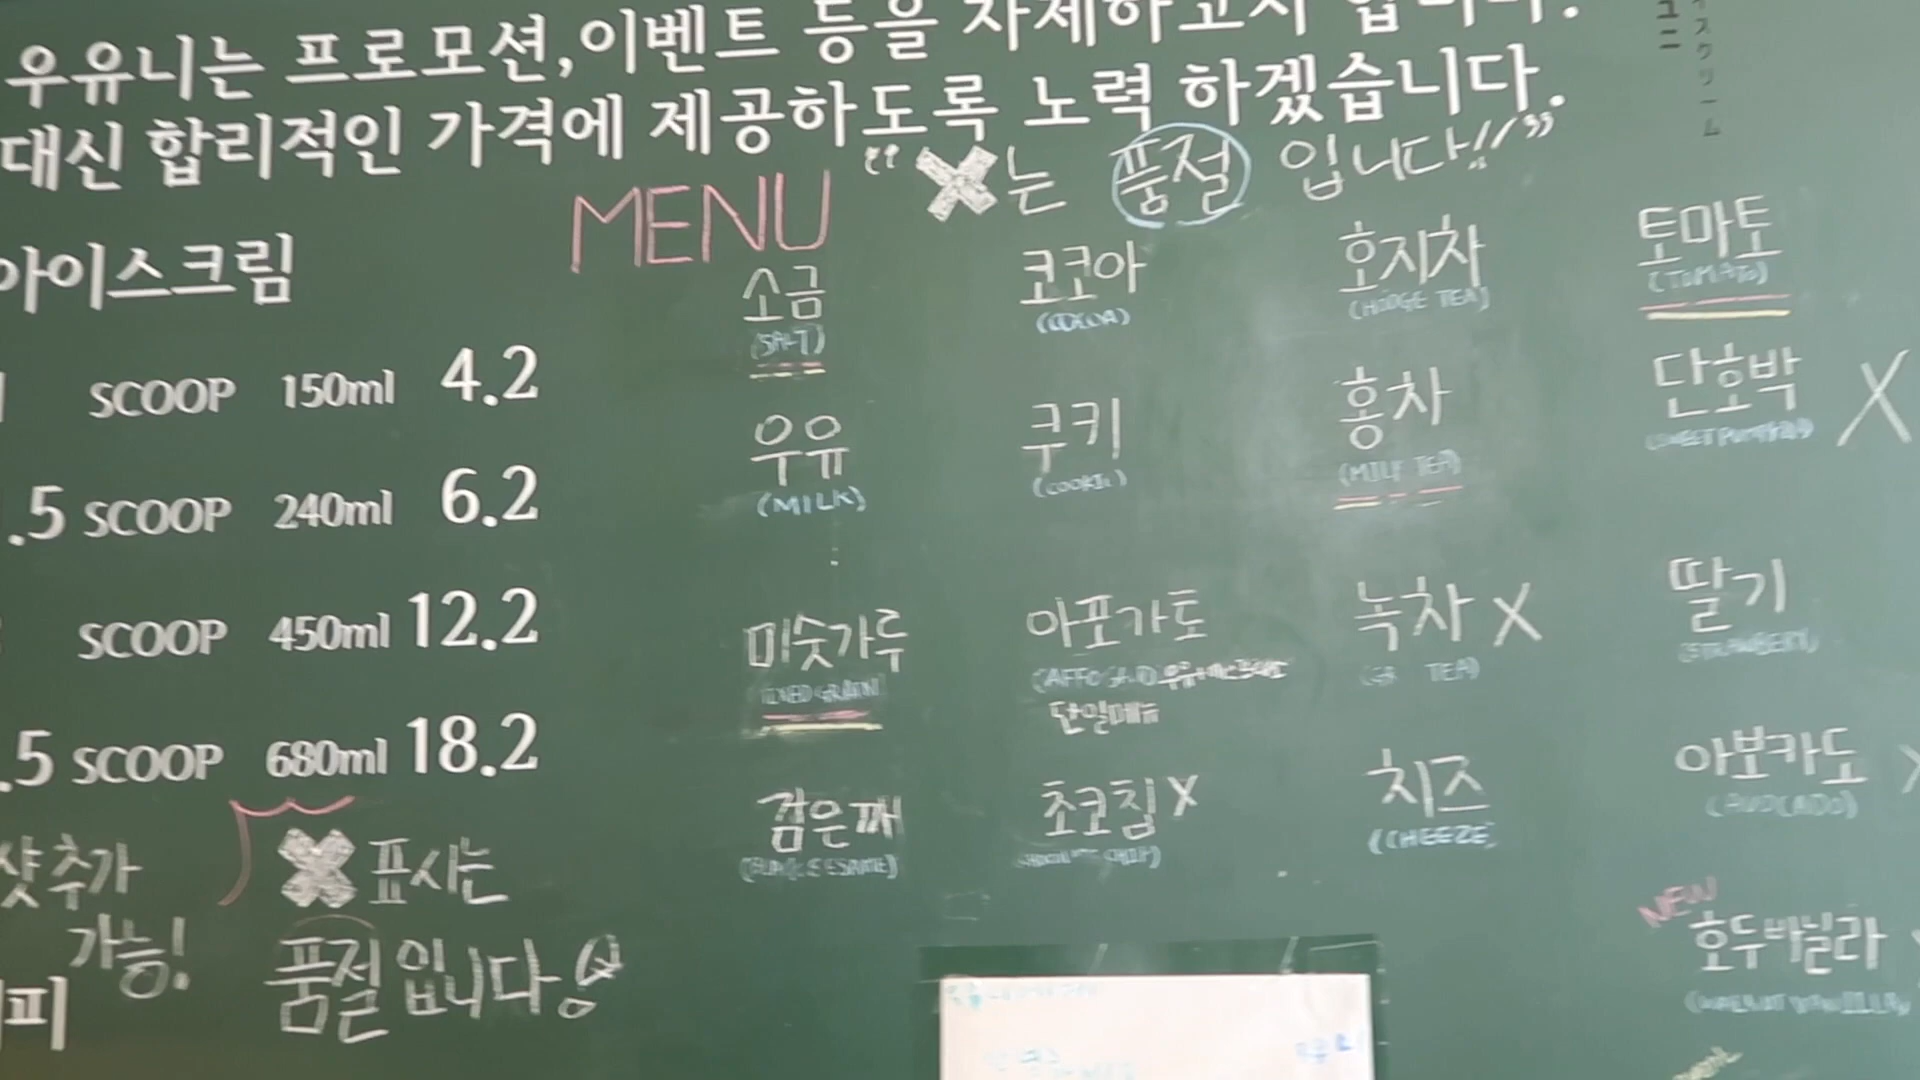 우유니는 프로모션,이벤트 등을 자제하고자 합니다.
대신 합리적인 가격에 제공하도록 노력 하겠습니다.
“X는 품절 입니다!!”
MENU
아이스크림
SCOOP 150ml 4.2
.5 SCOOP 240ml 6.2
SCOOP 450ml 12.2
.5 SCOOP 680ml 18.2
샷추가
가능!
X 표시는
품절입니다!
피
소금
(SALT)
우유
(MILK)
미숫가루
검은깨
코코아
(COCOA)
쿠키
(COOKIE)
아포가토
단일메뉴
초코칩 X
호지차
(HODGE TEA)
홍차
(MILK TEA)
녹차 X
TEA)
치즈
(CHEEZE)
토마토
(TOMATO)
단호박 X
딸기
아보카도
(AVOCADO)
NEW
호두바닐라